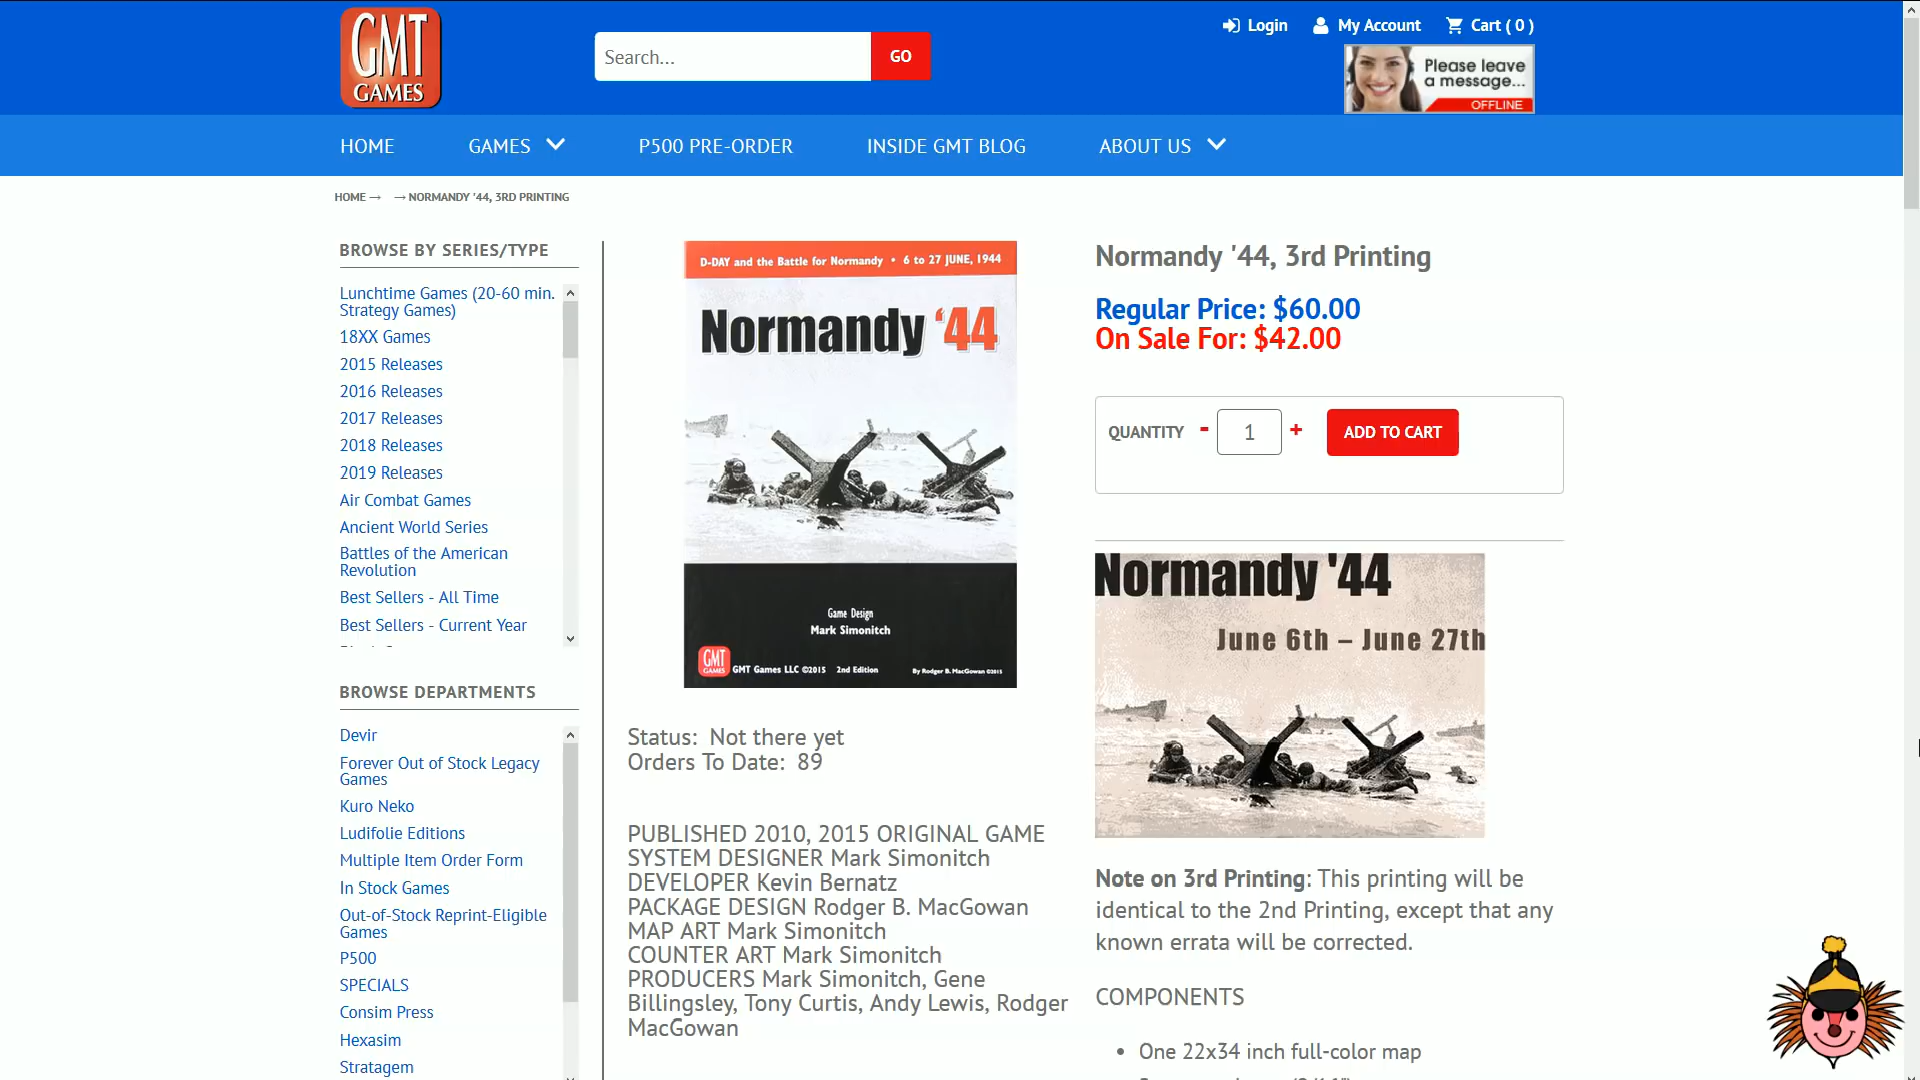 GMT
GAMES
Search...
GO
Login
My Account
Cart ( 0 )
Please leave
a message...
OFFLINE
HOME
GAMES
P500 PRE-ORDER
INSIDE GMT BLOG
ABOUT US
HOME → → NORMANDY '44, 3RD PRINTING
BROWSE BY SERIES/TYPE
Lunchtime Games (20-60 min.
Strategy Games)
18XX Games
2015 Releases
2016 Releases
2017 Releases
2018 Releases
2019 Releases
Air Combat Games
Ancient World Series
Battles of the American
Revolution
Best Sellers - All Time
Best Sellers - Current Year
BROWSE DEPARTMENTS
Devir
Forever Out of Stock Legacy
Games
Kuro Neko
Ludifolie Editions
Multiple Item Order Form
In Stock Games
Out-of-Stock Reprint-Eligible
Games
P500
SPECIALS
Consim Press
Hexasim
Stratagem
D-DAY and the Battle for Normandy • 6 to 27 JUNE, 1944
Normandy '44
Game Design
Mark Simonitch
GMT
GAMES
GMT Games LLC ©2015 2nd Edition By Rodger B. MacGowan ©2015
Status: Not there yet
Orders To Date: 89
PUBLISHED 2010, 2015 ORIGINAL GAME
SYSTEM DESIGNER Mark Simonitch
DEVELOPER Kevin Bernatz
PACKAGE DESIGN Rodger B. MacGowan
MAP ART Mark Simonitch
COUNTER ART Mark Simonitch
PRODUCERS Mark Simonitch, Gene
Billingsley, Tony Curtis, Andy Lewis, Rodger
MacGowan
Normandy '44, 3rd Printing
Regular Price: $60.00
On Sale For: $42.00
QUANTITY - 1 + ADD TO CART
Normandy '44
June 6th – June 27th
Note on 3rd Printing: This printing will be
identical to the 2nd Printing, except that any
known errata will be corrected.
COMPONENTS
• One 22x34 inch full-color map